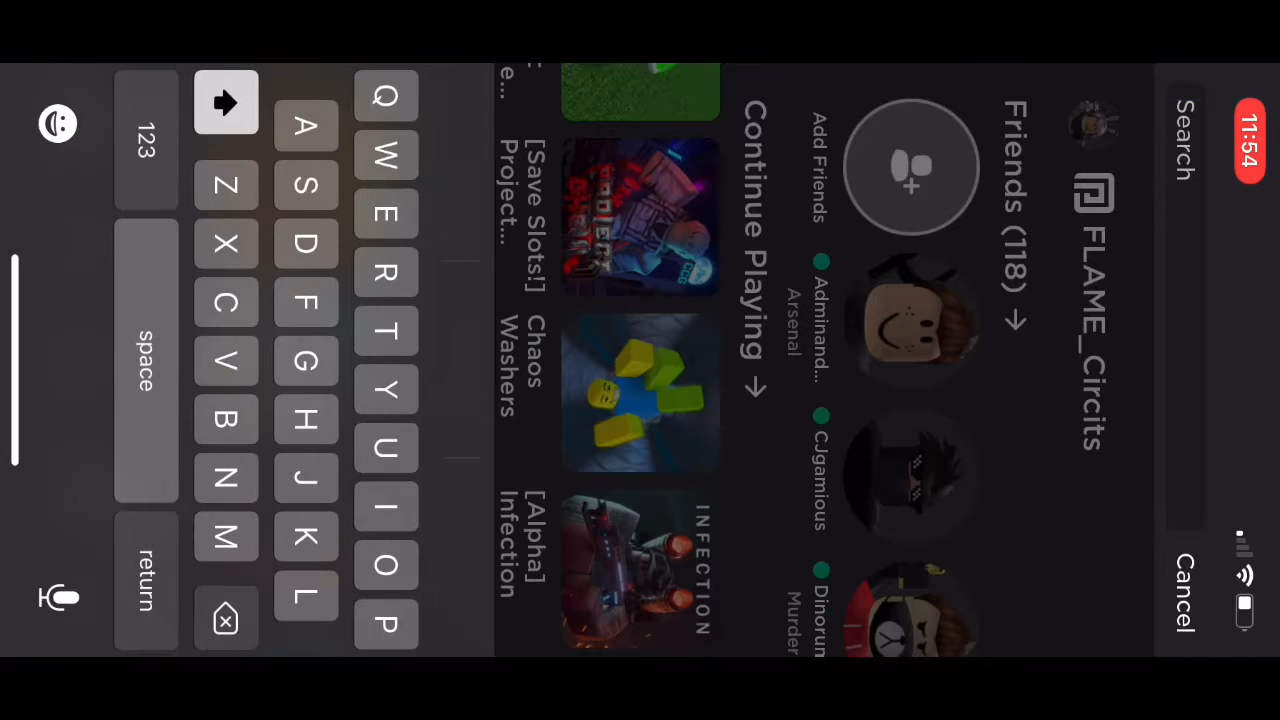 11:54
Search
Cancel
FLAME_Circits
Friends (118) →
Add Friends
Adminand...
Arsenal
CJgamious
Dinorun
Murder
Continue Playing →
e...
[Save Slots!]
Project...
Chaos
Washers
INFECTION
[Alpha]
Infection
Q W E R T Y U I O P
A S D F G H J K L
Z X C V B N M
123
space
return